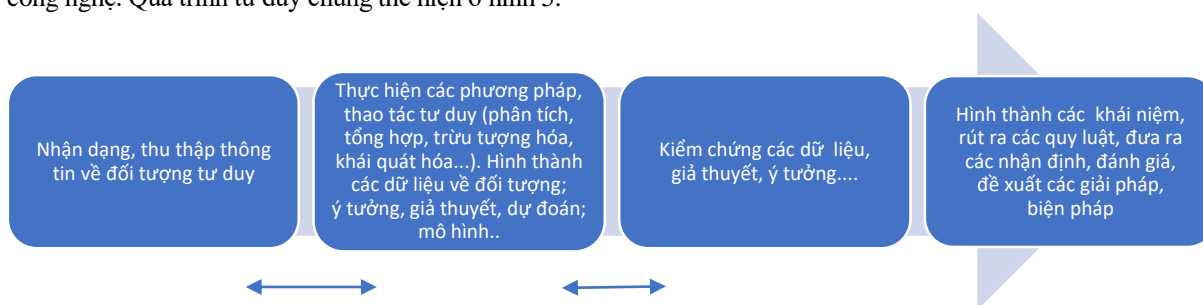 công nghệ. Quá trình tư duy chung thể hiện ở hình 5.
Nhận dạng, thu thập thông
tin về đối tượng tư duy
Thực hiện các phương pháp,
thao tác tư duy (phân tích,
tổng hợp, trừu tượng hóa,
khái quát hóa...). Hình thành
các dữ liệu về đối tượng;
ý tưởng, giả thuyết, dự đoán;
mô hình..
Kiểm chứng các dữ liệu,
giả thuyết, ý tưởng....
Hình thành các khái niệm,
rút ra các quy luật, đưa ra
các nhận định, đánh giá,
đề xuất các giải pháp,
biện pháp